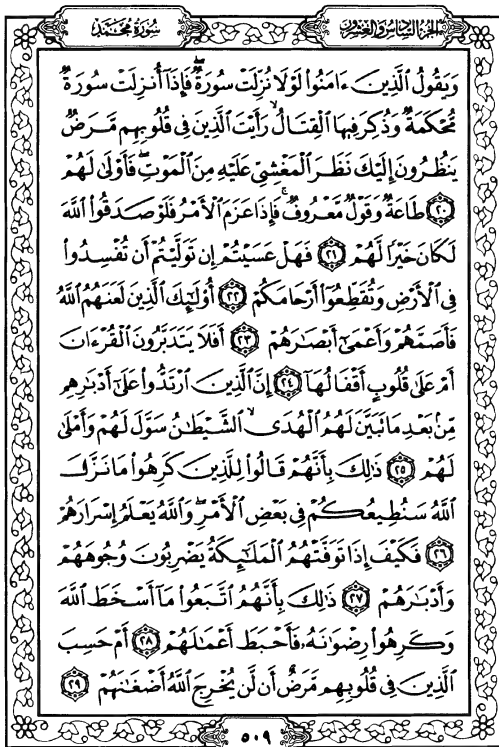 سُورَةُ مُحَمَّد
الجزء السادس والعشرون
وَيَقُولُ ٱلَّذِينَ ءَامَنُوا۟ لَوْلَا نُزِّلَتْ سُورَةٌ ۖ فَإِذَآ أُنزِلَتْ سُورَةٌ
مُّحْكَمَةٌ وَذُكِرَ فِيهَا ٱلْقِتَالُ ۙ رَأَيْتَ ٱلَّذِينَ فِى قُلُوبِهِم مَّرَضٌ
يَنظُرُونَ إِلَيْكَ نَظَرَ ٱلْمَغْشِىِّ عَلَيْهِ مِنَ ٱلْمَوْتِ ۖ فَأَوْلَىٰ لَهُمْ
﴿٢٠﴾ طَاعَةٌ وَقَوْلٌ مَّعْرُوفٌ ۚ فَإِذَا عَزَمَ ٱلْأَمْرُ فَلَوْ صَدَقُوا۟ ٱللَّهَ
لَكَانَ خَيْرًا لَّهُمْ ﴿٢١﴾ فَهَلْ عَسَيْتُمْ إِن تَوَلَّيْتُمْ أَن تُفْسِدُوا۟
فِى ٱلْأَرْضِ وَتُقَطِّعُوٓا۟ أَرْحَامَكُمْ ﴿٢٢﴾ أُو۟لَٰٓئِكَ ٱلَّذِينَ لَعَنَهُمُ ٱللَّهُ
فَأَصَمَّهُمْ وَأَعْمَىٰٓ أَبْصَٰرَهُمْ ﴿٢٣﴾ أَفَلَا يَتَدَبَّرُونَ ٱلْقُرْءَانَ
أَمْ عَلَىٰ قُلُوبٍ أَقْفَالُهَآ ﴿٢٤﴾ إِنَّ ٱلَّذِينَ ٱرْتَدُّوا۟ عَلَىٰٓ أَدْبَٰرِهِم
مِّنۢ بَعْدِ مَا تَبَيَّنَ لَهُمُ ٱلْهُدَى ۙ ٱلشَّيْطَٰنُ سَوَّلَ لَهُمْ وَأَمْلَىٰ
لَهُمْ ﴿٢٥﴾ ذَٰلِكَ بِأَنَّهُمْ قَالُوا۟ لِلَّذِينَ كَرِهُوا۟ مَا نَزَّلَ
ٱللَّهُ سَنُطِيعُكُمْ فِى بَعْضِ ٱلْأَمْرِ ۖ وَٱللَّهُ يَعْلَمُ إِسْرَارَهُمْ
﴿٢٦﴾ فَكَيْفَ إِذَا تَوَفَّتْهُمُ ٱلْمَلَٰٓئِكَةُ يَضْرِبُونَ وُجُوهَهُمْ
وَأَدْبَٰرَهُمْ ﴿٢٧﴾ ذَٰلِكَ بِأَنَّهُمُ ٱتَّبَعُوا۟ مَآ أَسْخَطَ ٱللَّهَ
وَكَرِهُوا۟ رِضْوَٰنَهُۥ فَأَحْبَطَ أَعْمَٰلَهُمْ ﴿٢٨﴾ أَمْ حَسِبَ
ٱلَّذِينَ فِى قُلُوبِهِم مَّرَضٌ أَن لَّن يُخْرِجَ ٱللَّهُ أَضْغَٰنَهُمْ ﴿٢٩﴾
٥٠٩